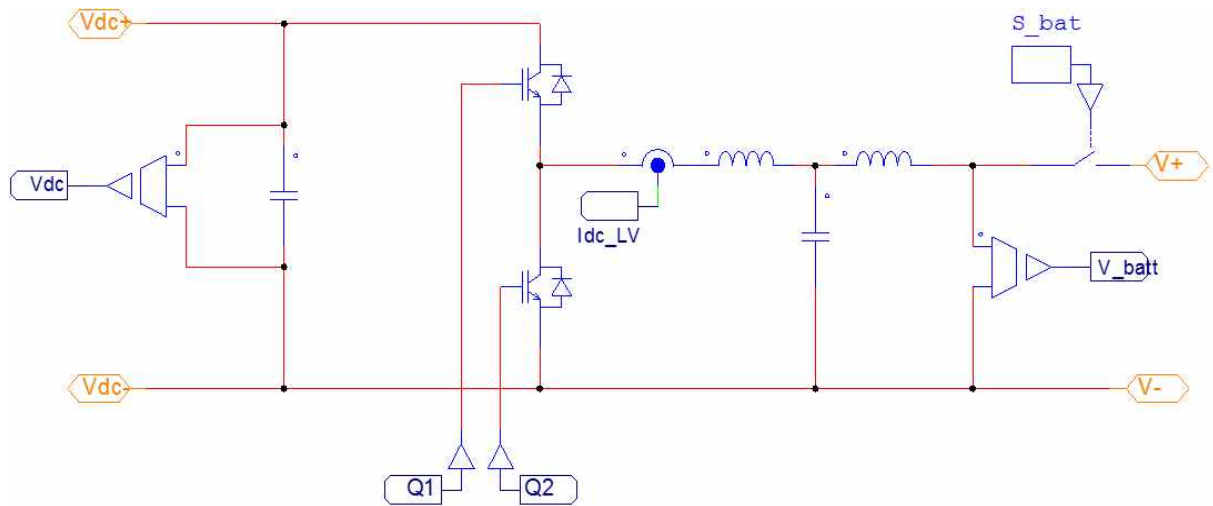 Vdc+
S_bat
Vdc
Idc_LV
V+
V_batt
Vdc-
V-
Q1
Q2